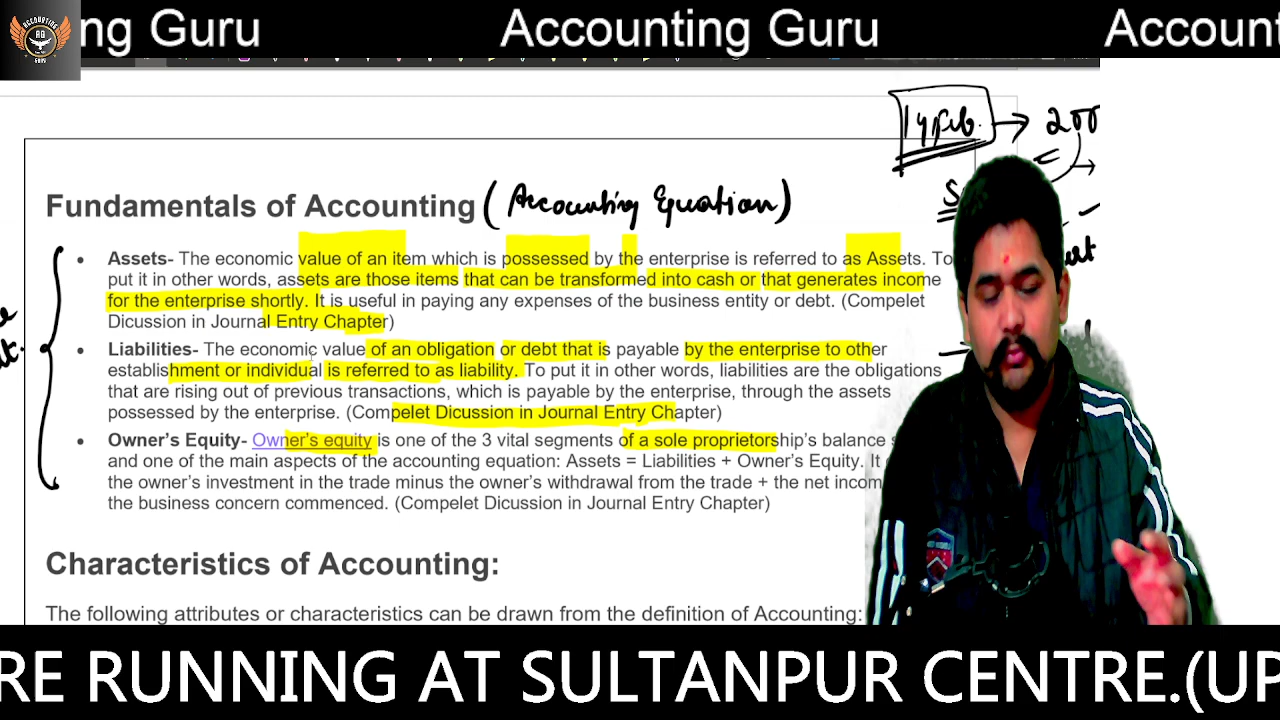 ng Guru Accounting Guru Accoun
ACCOUNTING
AG
14 Feb. → 200
Fundamentals of Accounting (Accounting Equation)
• Assets- The economic value of an item which is possessed by the enterprise is referred to as Assets. To
put it in other words, assets are those items that can be transformed into cash or that generates income
for the enterprise shortly. It is useful in paying any expenses of the business entity or debt. (Compelet
Dicussion in Journal Entry Chapter)
• Liabilities- The economic value of an obligation or debt that is payable by the enterprise to other
establishment or individual is referred to as liability. To put it in other words, liabilities are the obligations
that are rising out of previous transactions, which is payable by the enterprise, through the assets
possessed by the enterprise. (Compelet Dicussion in Journal Entry Chapter)
• Owner's Equity- Owner's equity is one of the 3 vital segments of a sole proprietorship's balance
and one of the main aspects of the accounting equation: Assets = Liabilities + Owner's Equity. It
the owner's investment in the trade minus the owner's withdrawal from the trade + the net incom
the business concern commenced. (Compelet Dicussion in Journal Entry Chapter)
Characteristics of Accounting:
The following attributes or characteristics can be drawn from the definition of Accounting:
RE RUNNING AT SULTANPUR CENTRE.(UP